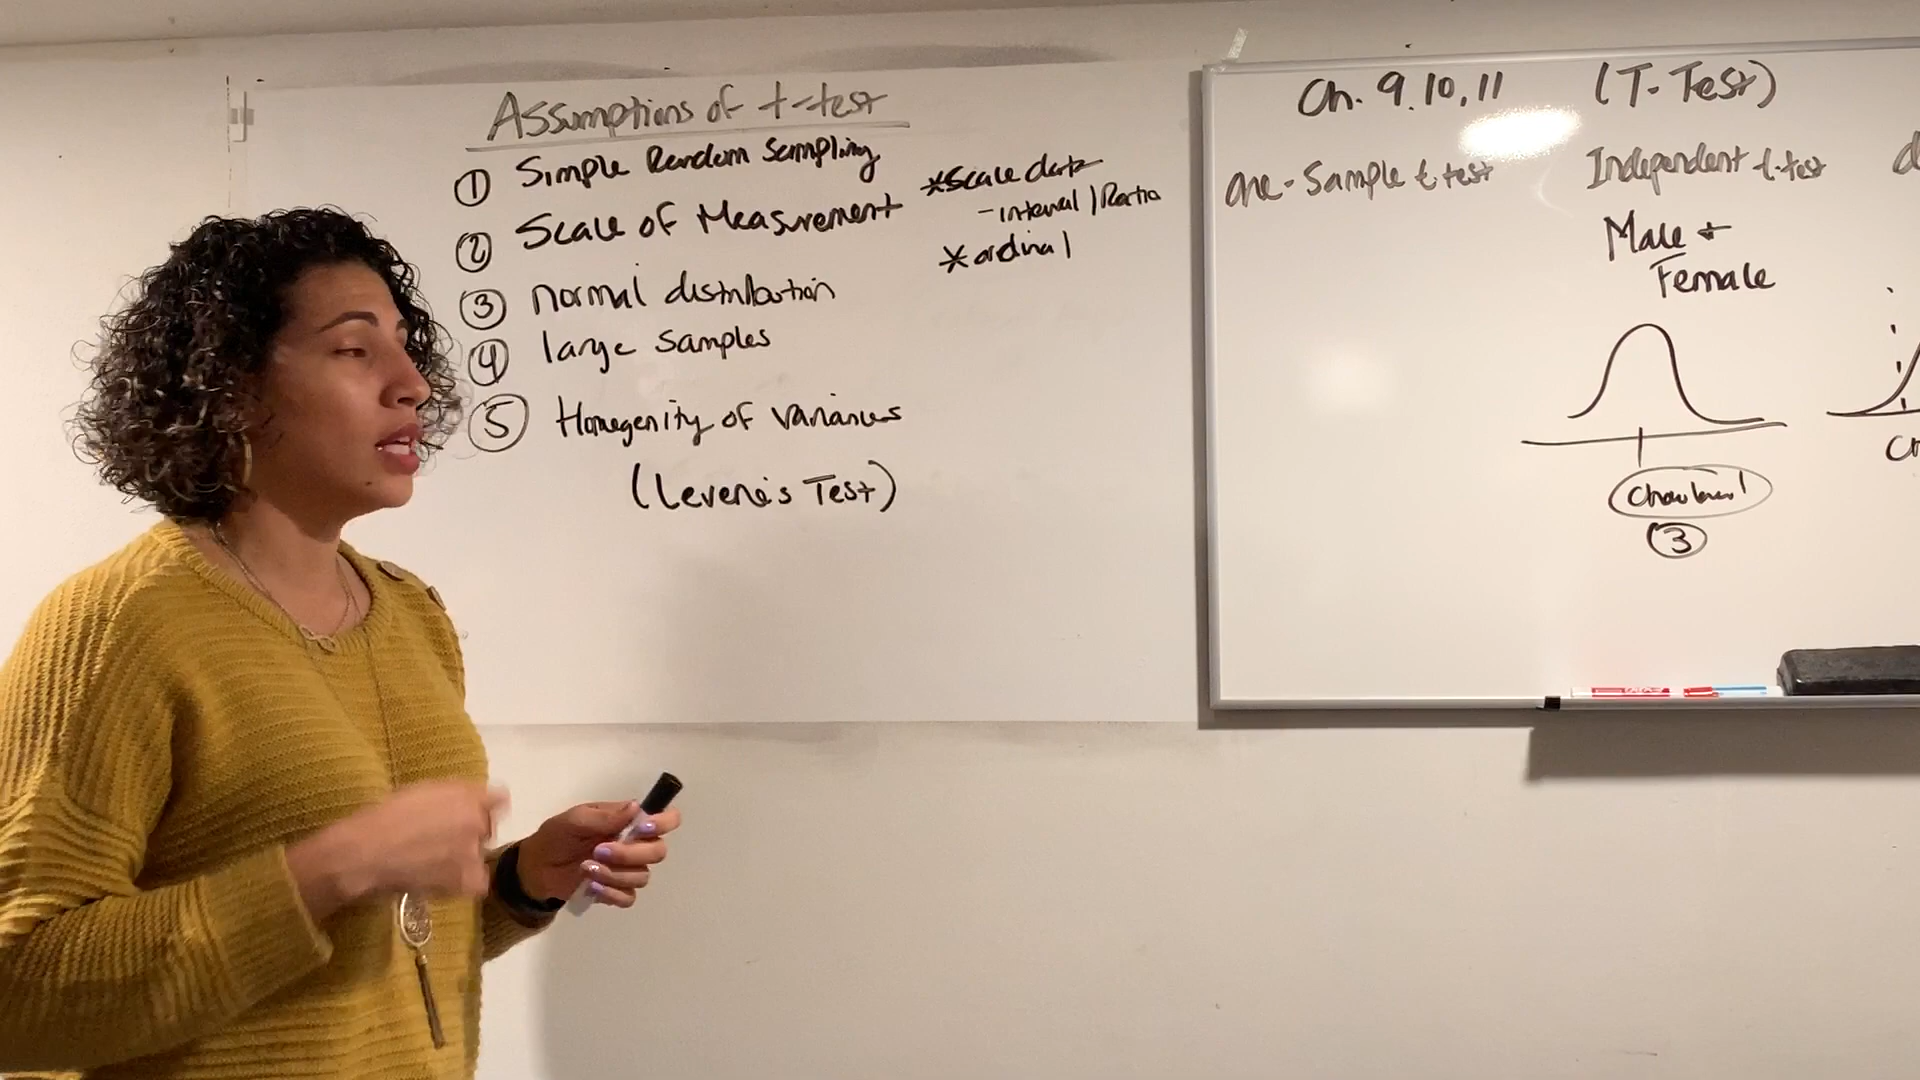 Assumptions of t-test
① Simple Random Sampling
② Scale of Measurement
*Scale data
- interval / Ratio
*ordinal
③ normal distribution
④ large samples
⑤ Homogenity of variances
(Levene's Test)
Ch. 9.10,11 (T-Test)
one-Sample t.test
Independent t-test
d
Male +
Female
③